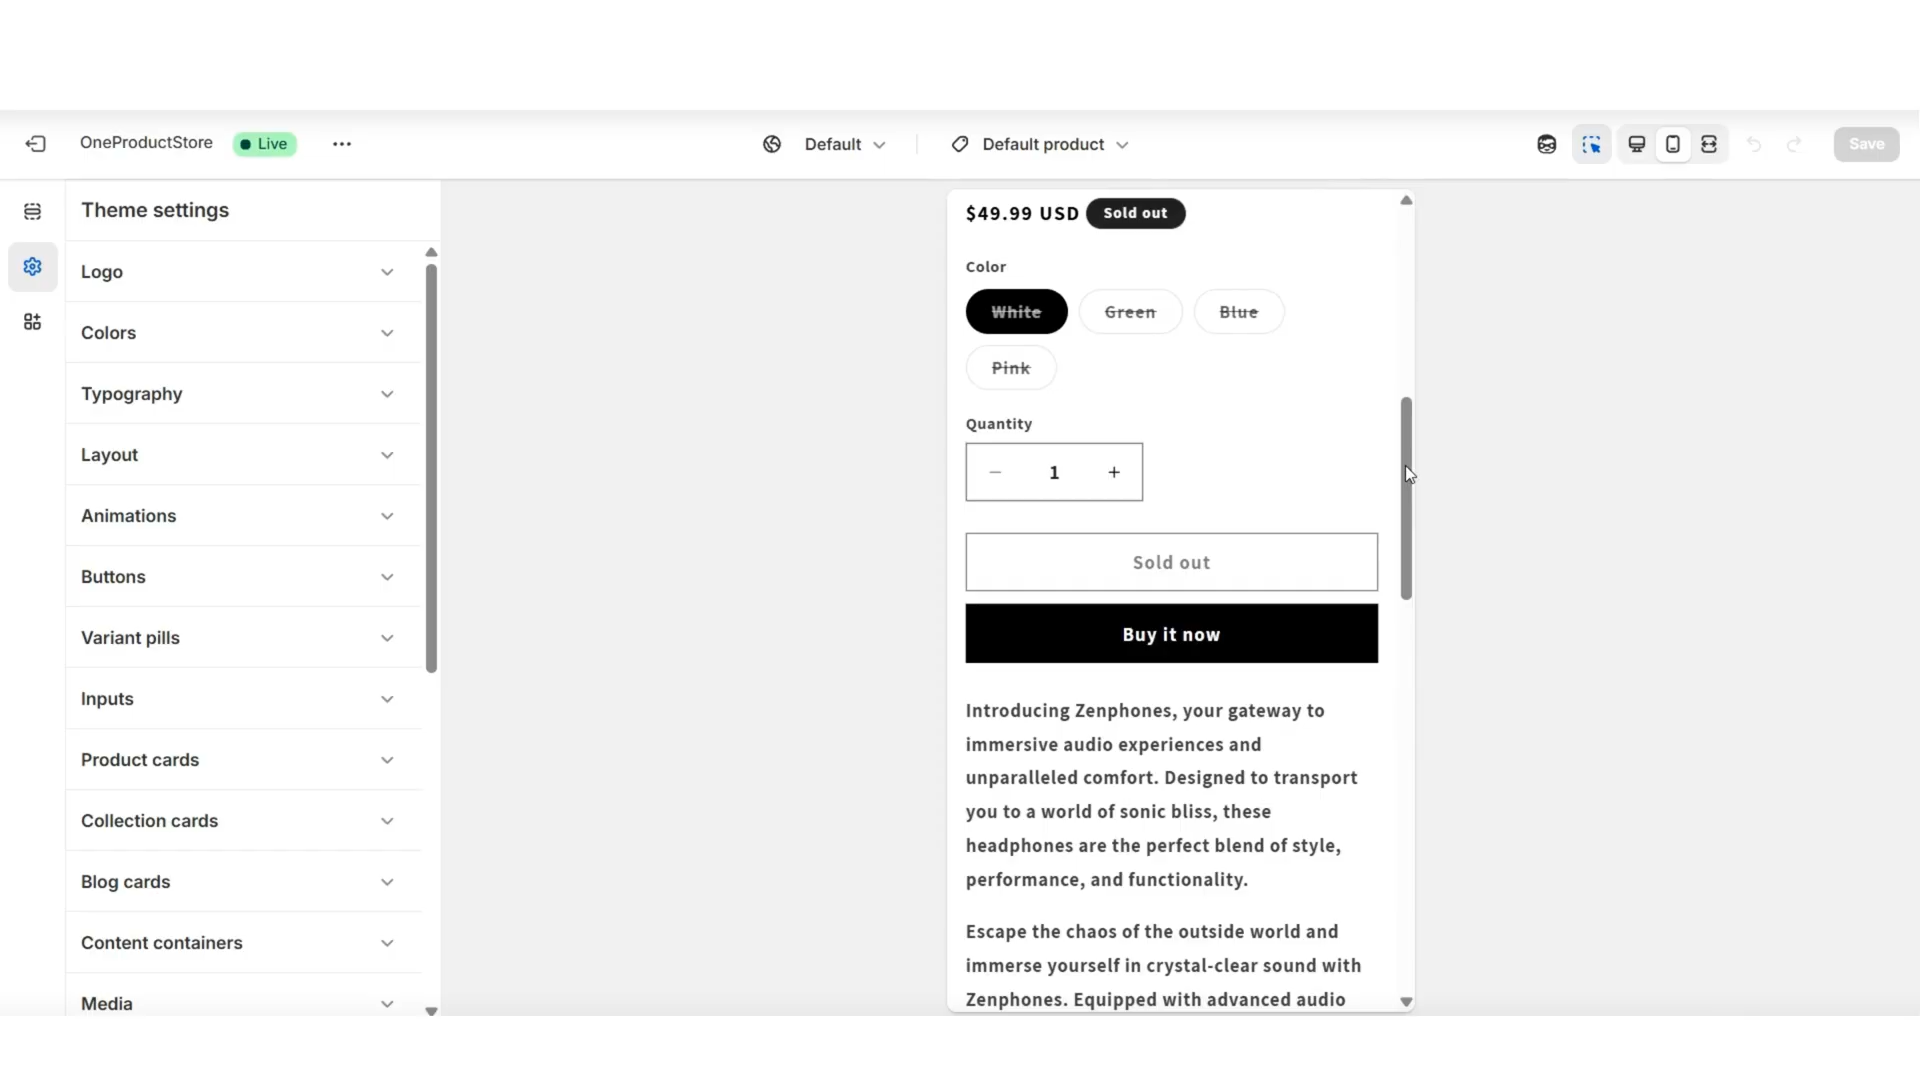 OneProductStore
Live
Default
Default product
Save
Theme settings
Logo
Colors
Typography
Layout
Animations
Buttons
Variant pills
Inputs
Product cards
Collection cards
Blog cards
Content containers
Media
$49.99 USD Sold out
Color
White Green Blue
Pink
Quantity
1
Sold out
Buy it now
Introducing Zenphones, your gateway to
immersive audio experiences and
unparalleled comfort. Designed to transport
you to a world of sonic bliss, these
headphones are the perfect blend of style,
performance, and functionality.
Escape the chaos of the outside world and
immerse yourself in crystal-clear sound with
Zenphones. Equipped with advanced audio